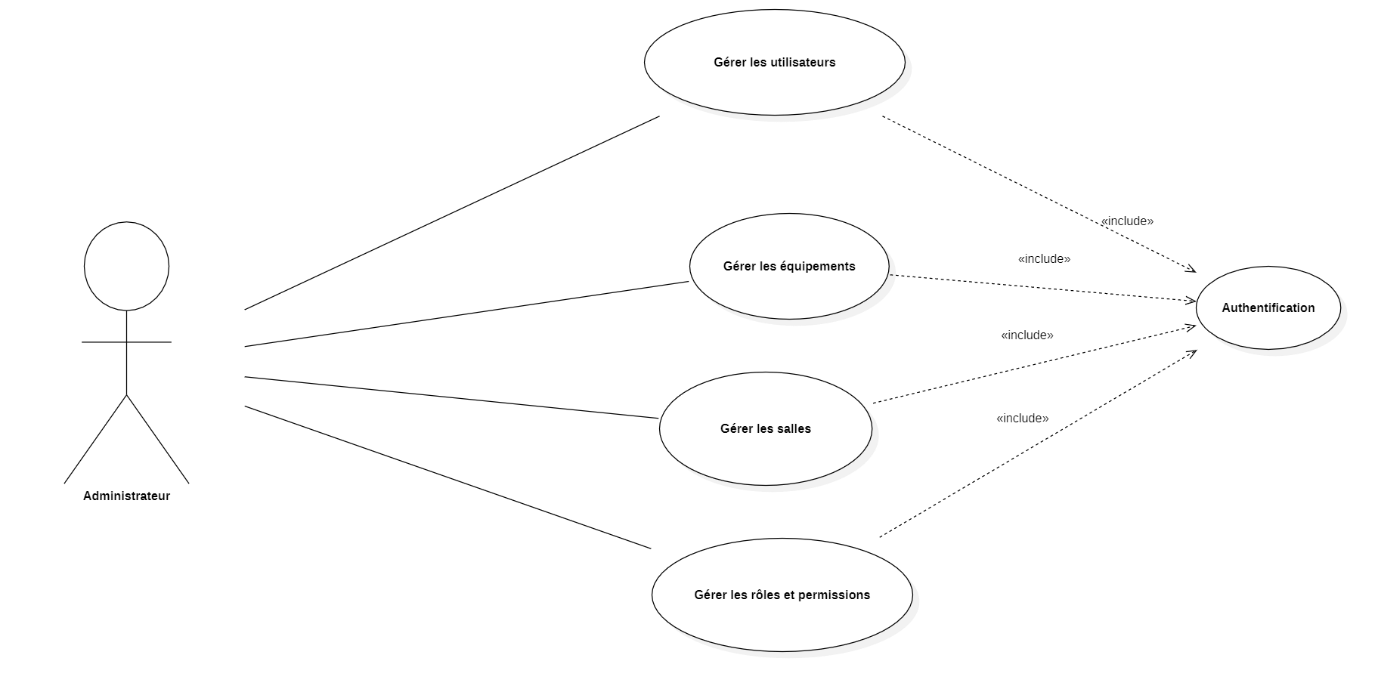 Gérer les utilisateurs
«include»
Gérer les équipements
«include»
Authentification
«include»
Gérer les salles
«include»
Administrateur
Gérer les rôles et permissions